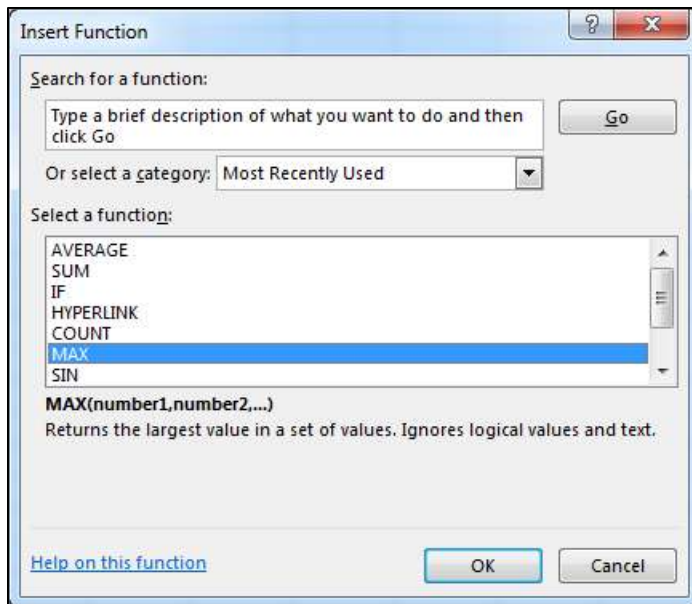 Insert Function
Search for a function:
Type a brief description of what you want to do and then
click Go
Go
Or select a category: Most Recently Used
Select a function:
AVERAGE
SUM
IF
HYPERLINK
COUNT
MAX
SIN
MAX(number1,number2,...)
Returns the largest value in a set of values. Ignores logical values and text.
Help on this function
OK
Cancel